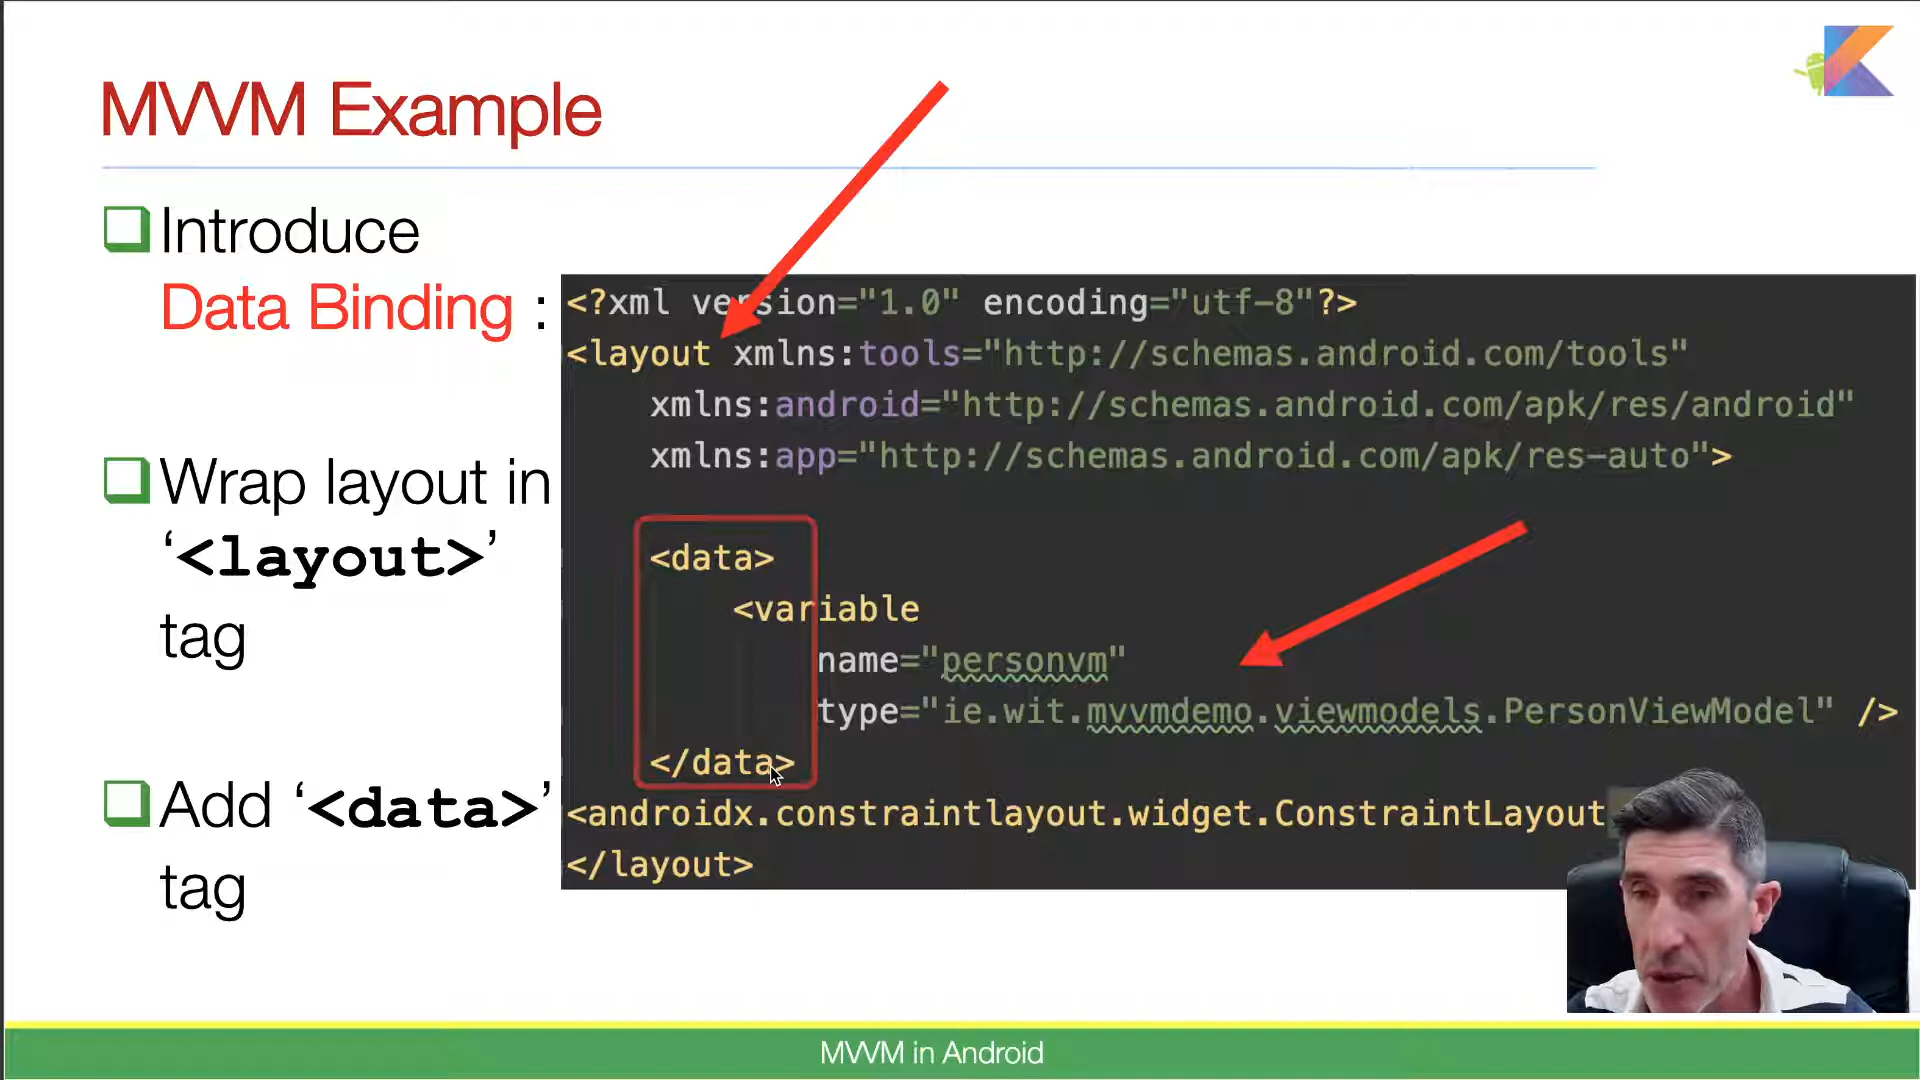 MVVM Example
Introduce
Data Binding :
Wrap layout in
‘<layout>’
tag
Add ‘<data>’
tag
<?xml version="1.0" encoding="utf-8"?>
<layout xmlns:tools="http://schemas.android.com/tools"
xmlns:android="http://schemas.android.com/apk/res/android"
xmlns:app="http://schemas.android.com/apk/res-auto">
<data>
<variable
name="personvm"
type="ie.wit.mvvmdemo.viewmodels.PersonViewModel" />
</data>
<androidx.constraintlayout.widget.ConstraintLayout
</layout>
MVVM in Android